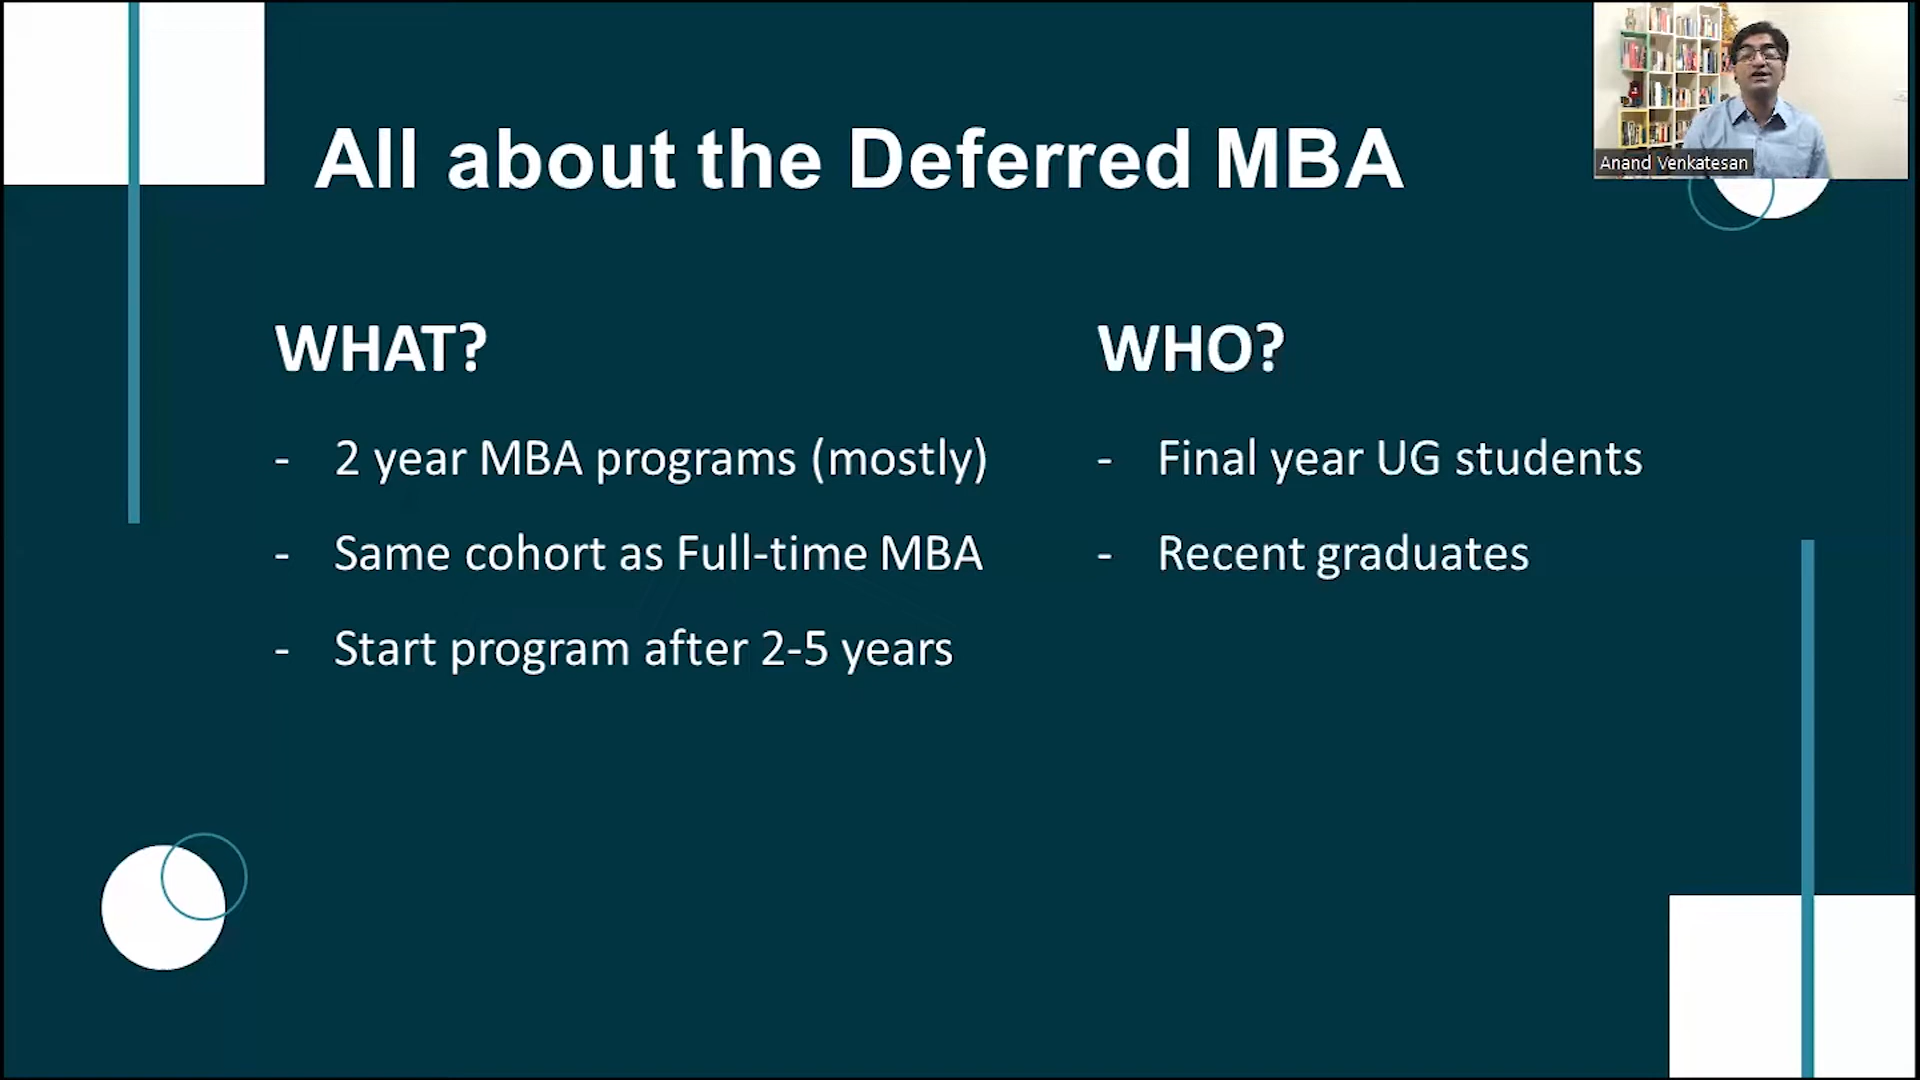 All about the Deferred MBA
Anand Venkatesan
WHAT?
- 2 year MBA programs (mostly)
- Same cohort as Full-time MBA
- Start program after 2-5 years
WHO?
- Final year UG students
- Recent graduates